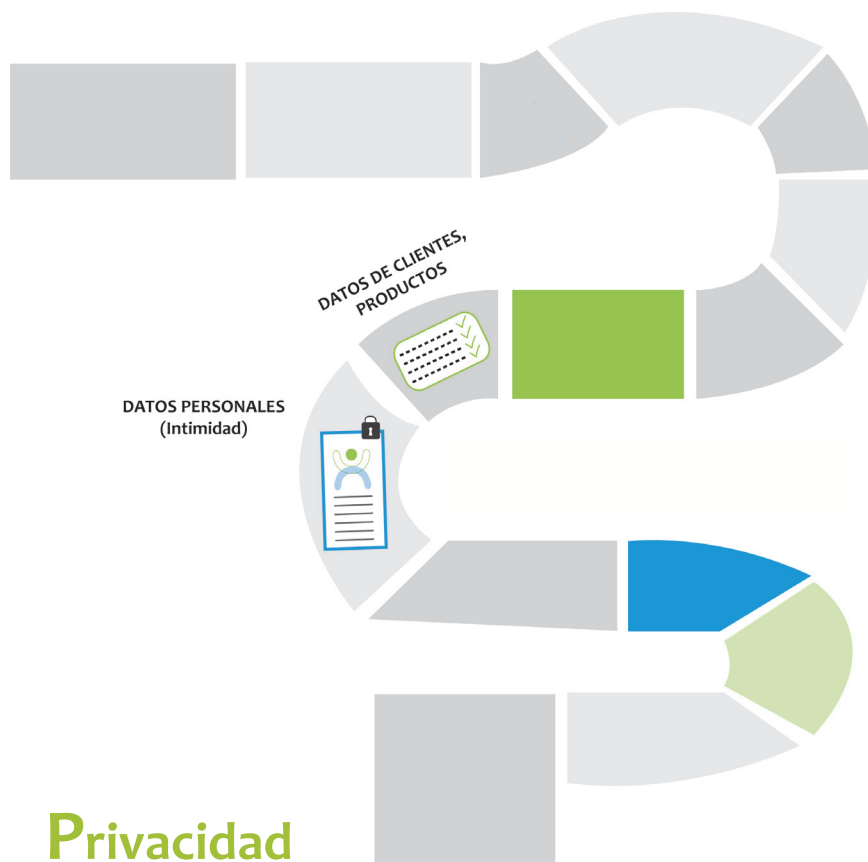 DATOS DE CLIENTES,
PRODUCTOS
DATOS PERSONALES
(Intimidad)
Privacidad